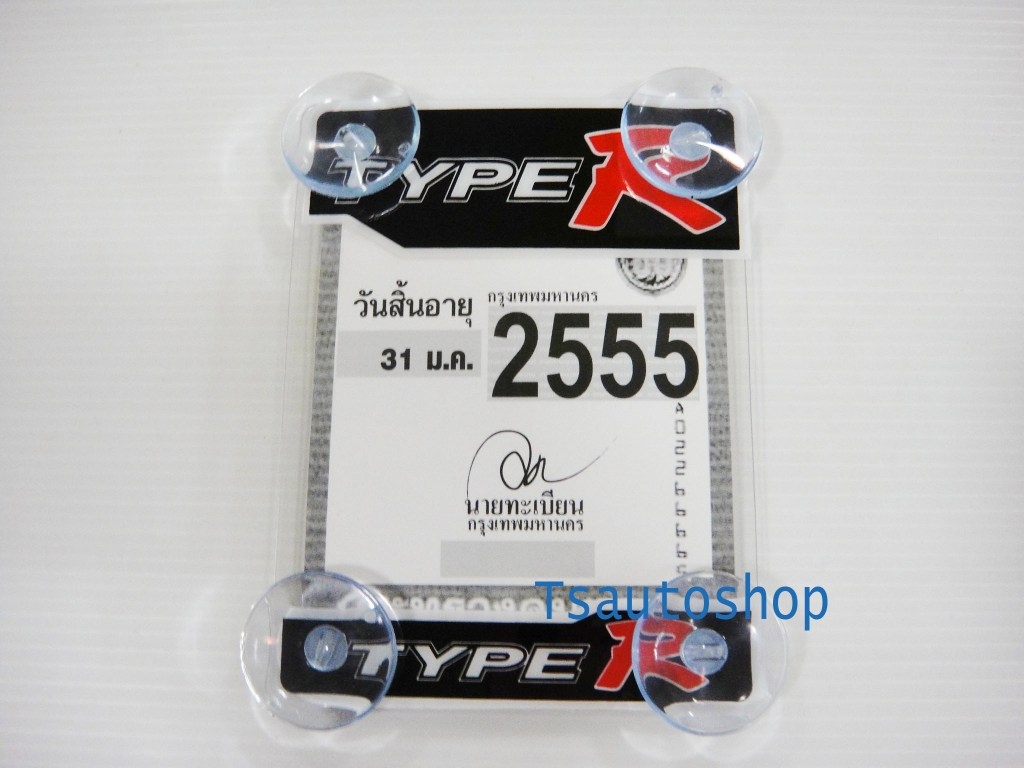 TYPE R
วันสิ้นอายุ
กรุงเทพมหานคร
31 ม.ค.
2555
นายทะเบียน
กรุงเทพมหานคร
Tsautoshop
TYPE R